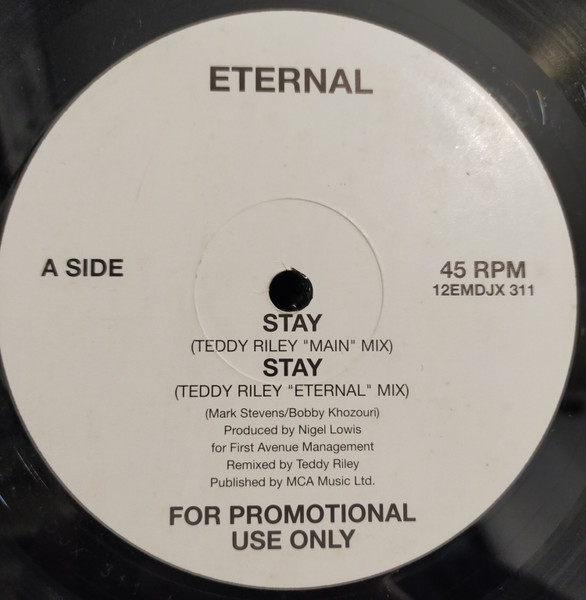 ETERNAL
A SIDE
45 RPM
12EMDJX 311
STAY
(TEDDY RILEY "MAIN" MIX)
STAY
(TEDDY RILEY "ETERNAL" MIX)
(Mark Stevens/Bobby Khozouri)
Produced by Nigel Lowis
for First Avenue Management
Remixed by Teddy Riley
Published by MCA Music Ltd.
FOR PROMOTIONAL
USE ONLY